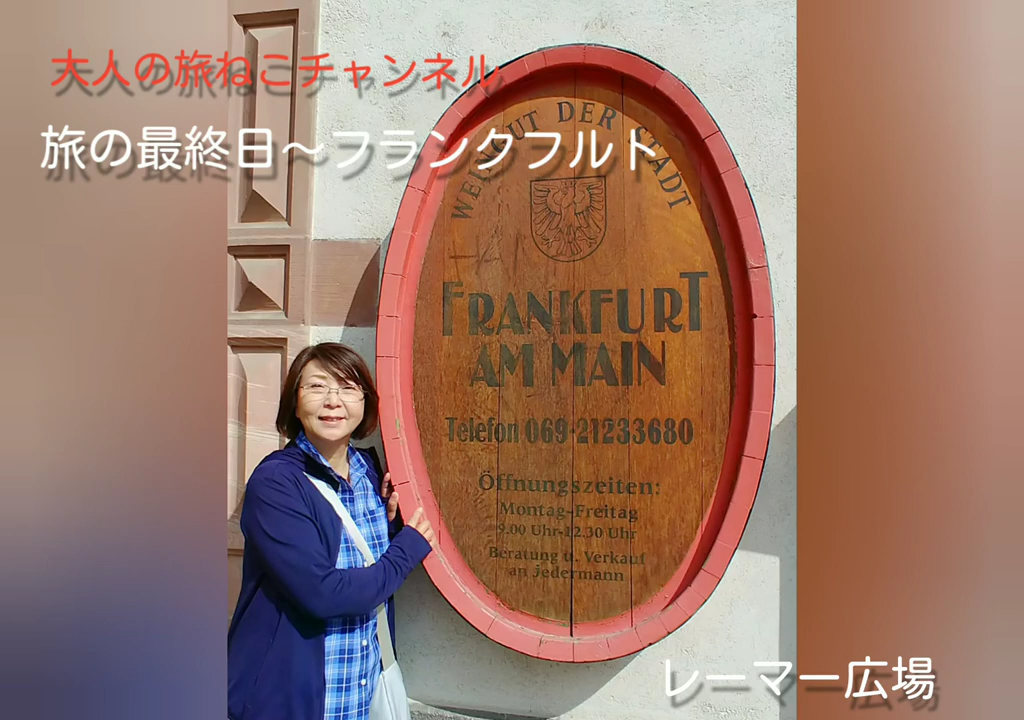 大人の旅ねこチャンネル
旅の最終日～フランクフルト
WEINGUT DER STADT
FRANKFURT
AM MAIN
Telefon 069-21233680
Öffnungszeiten:
Montag-Freitag
9.00 Uhr-12.30 Uhr
Beratung u. Verkauf
an Jedermann
レーマー広場